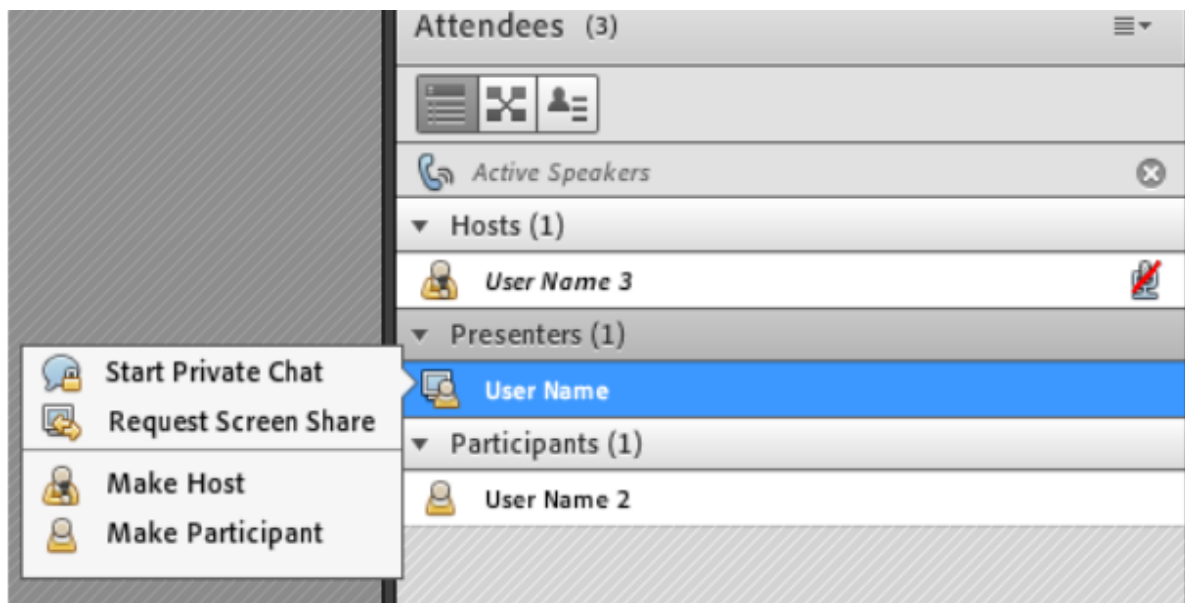 Attendees (3)
Active Speakers
Hosts (1)
User Name 3
Presenters (1)
User Name
Participants (1)
User Name 2
Start Private Chat
Request Screen Share
Make Host
Make Participant